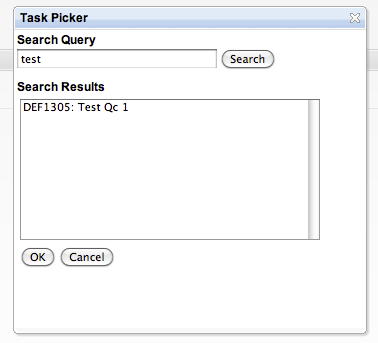 Task Picker
Search Query
test Search
Search Results
DEF1305: Test Qc 1
OK Cancel